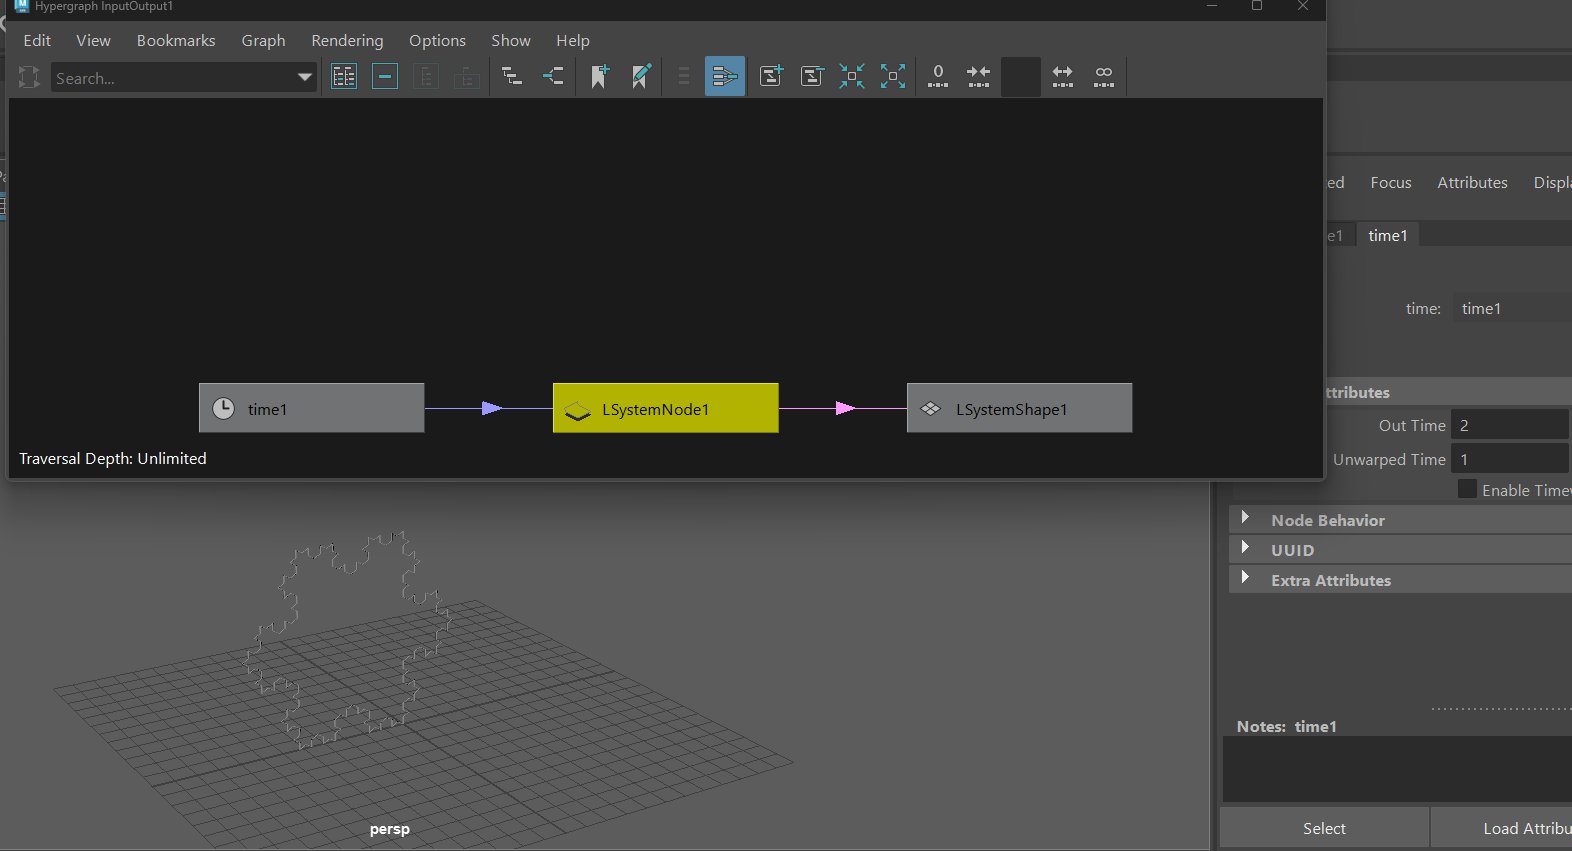 Hypergraph InputOutput1
Edit View Bookmarks Graph Rendering Options Show Help
Search...
0
∞
ed Focus Attributes Displa
e1 time1
time: time1
time1 LSystemNode1 LSystemShape1
Traversal Depth: Unlimited
ttributes
Out Time 2
Unwarped Time 1
Enable Time
Node Behavior
UUID
Extra Attributes
Notes: time1
persp
Select Load Attribu